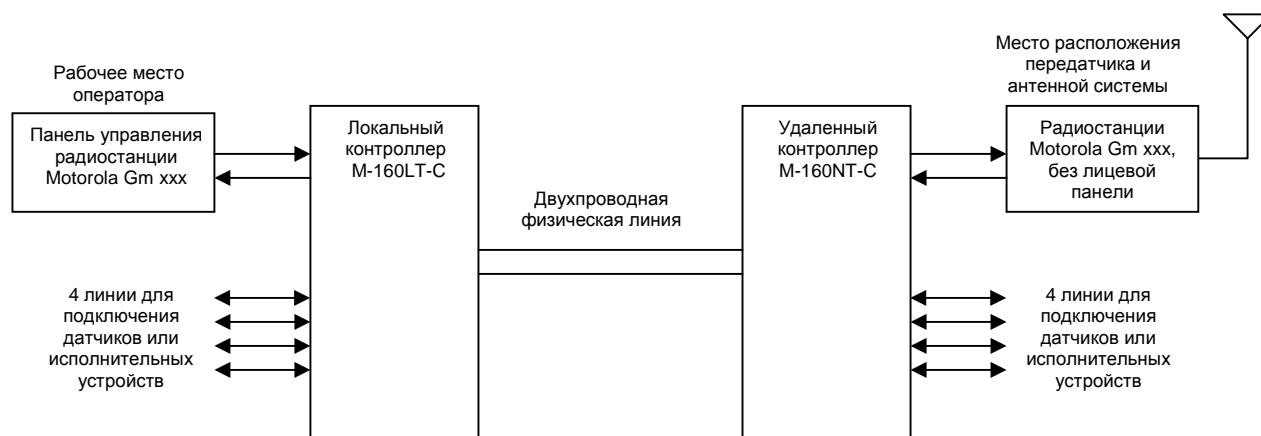 Рабочее место
оператора
Панель управления
радиостанции
Motorola Gm xxx
Локальный
контроллер
M-160LT-C
Двухпроводная
физическая линия
Удаленный
контроллер
M-160NT-C
Место расположения
передатчика и
антенной системы
Радиостанции
Motorola Gm xxx,
без лицевой
панели
4 линии для
подключения
датчиков или
исполнительных
устройств
4 линии для
подключения
датчиков или
исполнительных
устройств